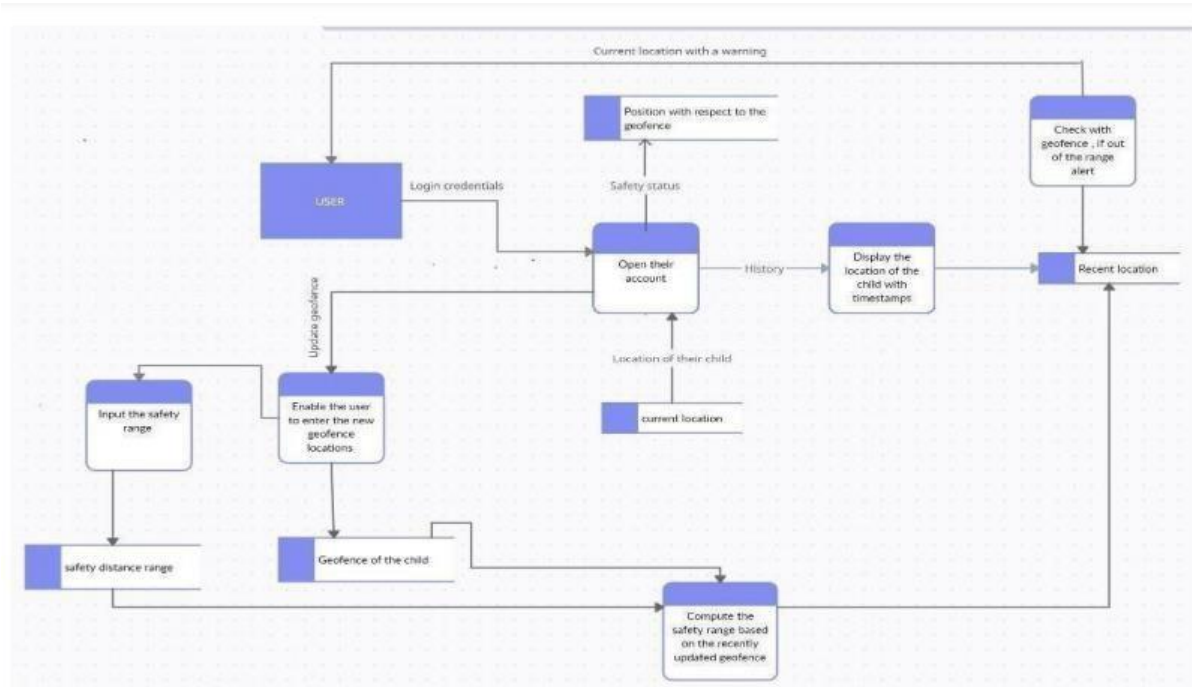 Current location with a warning
Position with respect to the
geofence
Check with
geofence , if out
of the range
alert
USER
Login credentials
Safety status
Open their
account
History
Display the
location of the
child with
timestamps
Recent location
Update geofence
Location of their child
Input the safety
range
Enable the user
to enter the new
geofence
locations
current location
safety distance range
Geofence of the child
Compute the
safety range based
on the recently
updated geofence